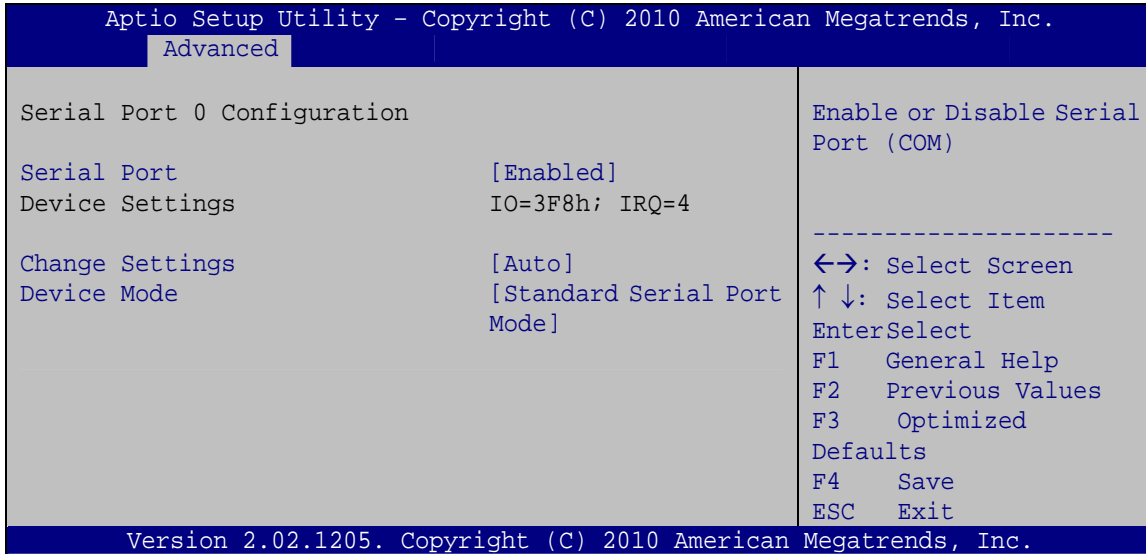 Aptio Setup Utility – Copyright (C) 2010 American Megatrends, Inc.
Advanced
Serial Port 0 Configuration
Serial Port [Enabled]
Device Settings IO=3F8h; IRQ=4
Change Settings [Auto]
Device Mode [Standard Serial Port
Mode]
Enable or Disable Serial
Port (COM)
---------------------
←→: Select Screen
↑ ↓: Select Item
EnterSelect
F1 General Help
F2 Previous Values
F3 Optimized
Defaults
F4 Save
ESC Exit
Version 2.02.1205. Copyright (C) 2010 American Megatrends, Inc.